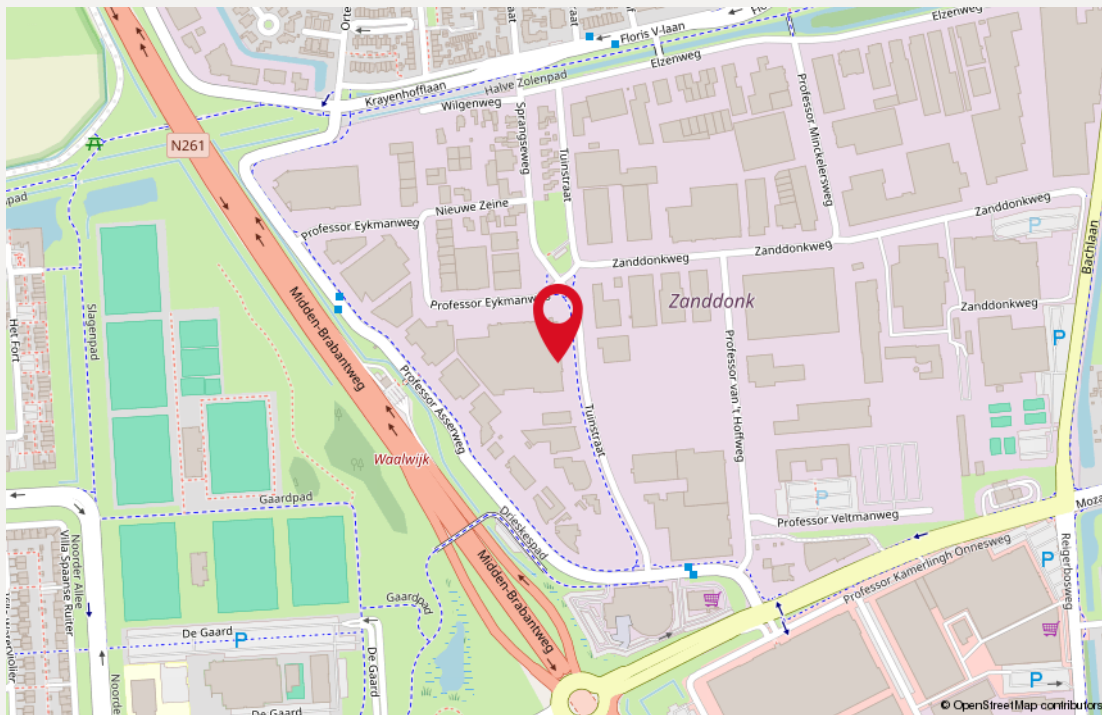 Floris V-laan
Elzenweg
Elzenweg
Krayenhofflaan
Halve Zolenpad
Wilgenweg
Sprangseweg
Tuinstraat
Professor Minckelersweg
N261
Nieuwe Zeine
Professor Eykmanweg
Zanddonkweg
Zanddonkweg
Zanddonkweg
P
Bachlaan
Professor Eykmanweg
Zanddonk
Zanddonkweg
P
Slagenpad
Het Fort
Midden-Brabantweg
Professor Asserweg
Professor van 't Hoffweg
Tuinstraat
Waalwijk
Gaardpad
P
Professor Veltmanweg
Drieskespad
Noorder Allee
Villa Spaanse Ruiter
Midden-Brabantweg
Professor Kamerlingh Onnesweg
Reigerbosweg
P
Gaardpad
De Gaard
P
De Gaard
De Gaard
P
© OpenStreetMap contributors